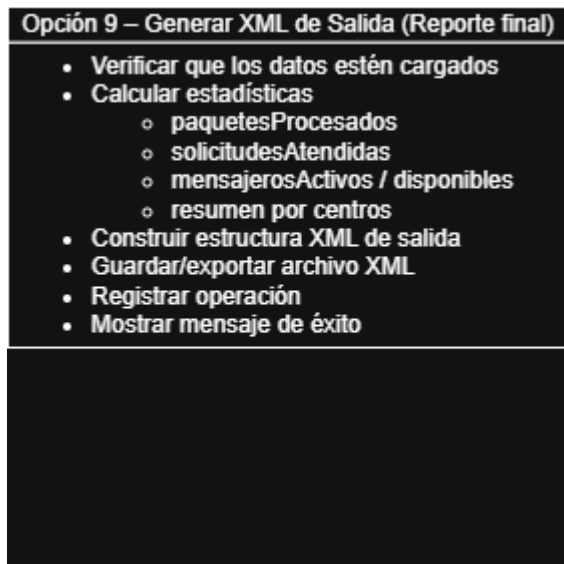 Opción 9 – Generar XML de Salida (Reporte final)
• Verificar que los datos estén cargados
• Calcular estadísticas
◦ paquetesProcesados
◦ solicitudesAtendidas
◦ mensajerosActivos / disponibles
◦ resumen por centros
• Construir estructura XML de salida
• Guardar/exportar archivo XML
• Registrar operación
• Mostrar mensaje de éxito